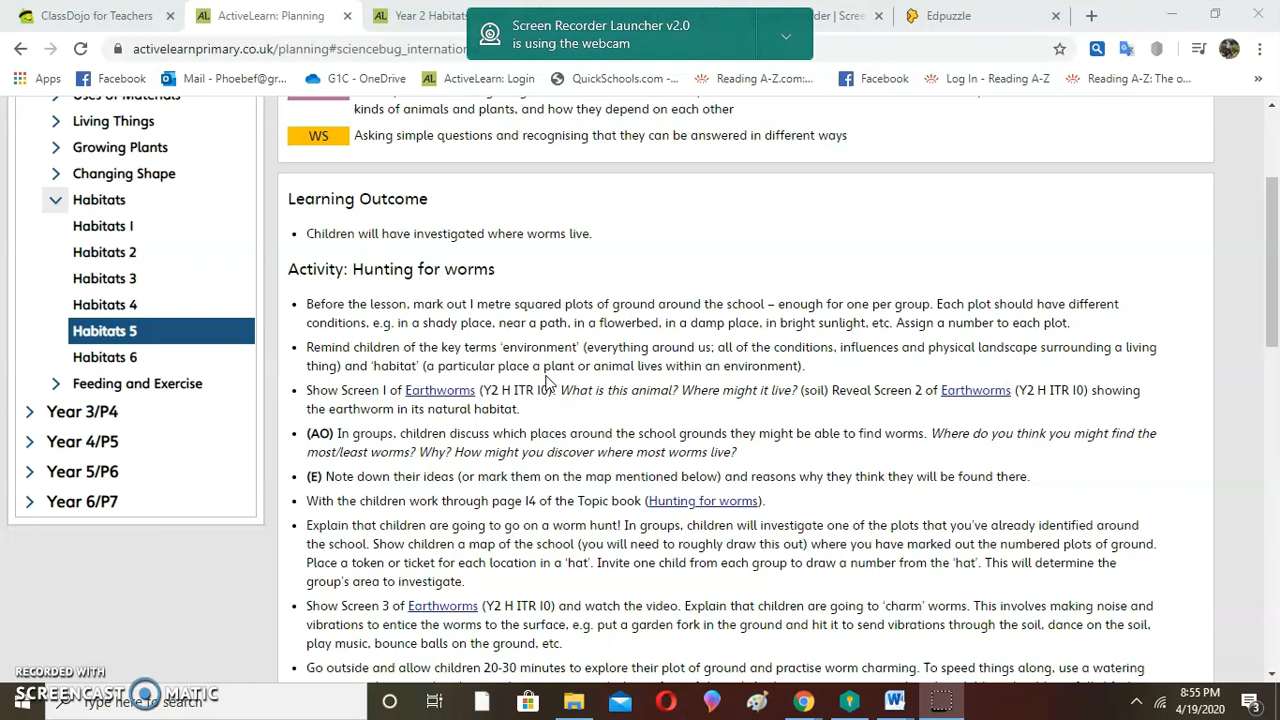 ClassDojo for Teachers
ActiveLearn: Planning
Year 2 Habitats
Screen Recorder Launcher v2.0
is using the webcam
Scree
Edpuzzle
activelearnprimary.co.uk/planning#sciencebug_internation
Apps
Facebook
Mail - Phoebef@gr...
G1C - OneDrive
ActiveLearn: Login
QuickSchools.com -...
Reading A-Z.com:...
Facebook
Log In - Reading A-Z
Reading A-Z: The o...
»
Uses of Materials
Living Things
Growing Plants
Changing Shape
Habitats
Habitats 1
Habitats 2
Habitats 3
Habitats 4
Habitats 5
Habitats 6
Feeding and Exercise
Year 3/P4
Year 4/P5
Year 5/P6
Year 6/P7
kinds of animals and plants, and how they depend on each other
WS Asking simple questions and recognising that they can be answered in different ways
Learning Outcome
• Children will have investigated where worms live.
Activity: Hunting for worms
• Before the lesson, mark out 1 metre squared plots of ground around the school – enough for one per group. Each plot should have different
conditions, e.g. in a shady place, near a path, in a flowerbed, in a damp place, in bright sunlight, etc. Assign a number to each plot.
• Remind children of the key terms ‘environment’ (everything around us; all of the conditions, influences and physical landscape surrounding a living
thing) and ‘habitat’ (a particular place a plant or animal lives within an environment).
• Show Screen 1 of Earthworms (Y2 H ITR 10). What is this animal? Where might it live? (soil) Reveal Screen 2 of Earthworms (Y2 H ITR 10) showing
the earthworm in its natural habitat.
• (AO) In groups, children discuss which places around the school grounds they might be able to find worms. Where do you think you might find the
most/least worms? Why? How might you discover where most worms live?
• (E) Note down their ideas (or mark them on the map mentioned below) and reasons why they think they will be found there.
• With the children work through page 14 of the Topic book (Hunting for worms).
• Explain that children are going to go on a worm hunt! In groups, children will investigate one of the plots that you’ve already identified around
the school. Show children a map of the school (you will need to roughly draw this out) where you have marked out the numbered plots of ground.
Place a token or ticket for each location in a ‘hat’. Invite one child from each group to draw a number from the ‘hat’. This will determine the
group’s area to investigate.
• Show Screen 3 of Earthworms (Y2 H ITR 10) and watch the video. Explain that children are going to ‘charm’ worms. This involves making noise and
vibrations to entice the worms to the surface, e.g. put a garden fork in the ground and hit it to send vibrations through the soil, dance on the soil,
play music, bounce balls on the ground, etc.
• Go outside and allow children 20-30 minutes to explore their plot of ground and practise worm charming. To speed things along, use a watering
RECORDED WITH
SCREENCAST MATIC
here to search
8:55 PM
4/19/2020
3